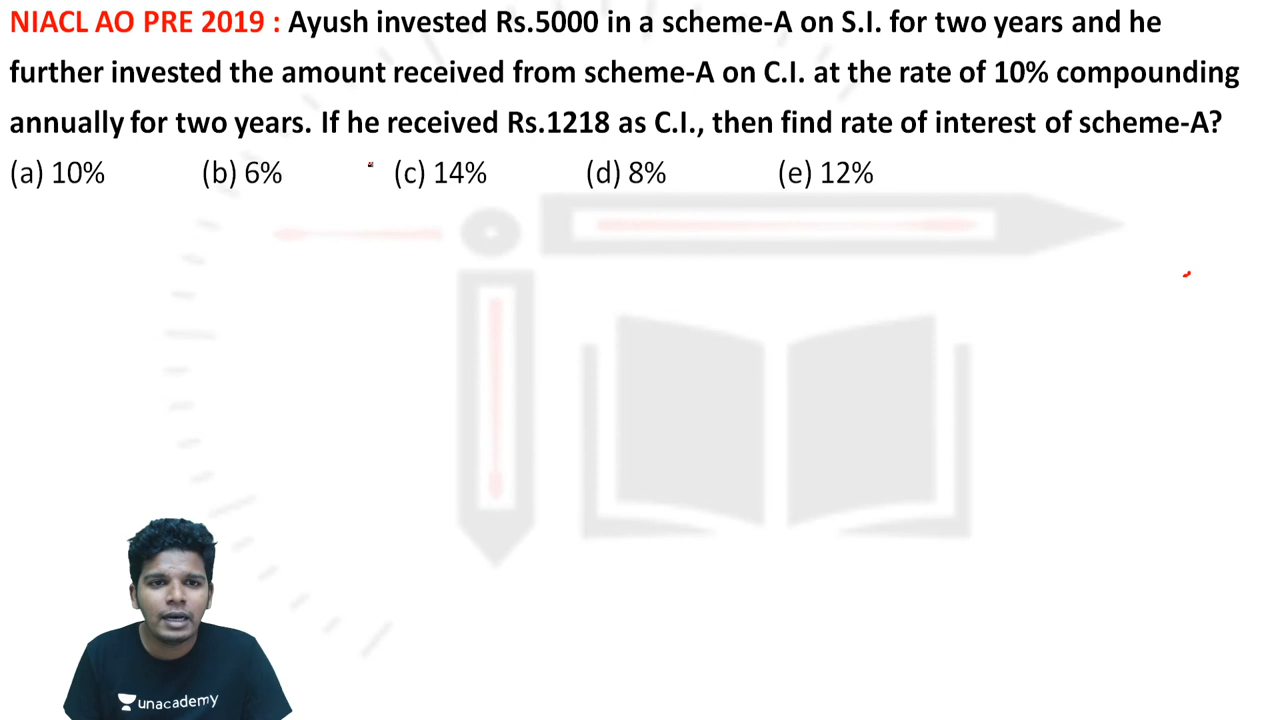 NIACL AO PRE 2019 : Ayush invested Rs.5000 in a scheme-A on S.I. for two years and he
further invested the amount received from scheme-A on C.I. at the rate of 10% compounding
annually for two years. If he received Rs.1218 as C.I., then find rate of interest of scheme-A?
(a) 10% (b) 6% (c) 14% (d) 8% (e) 12%
unacademy